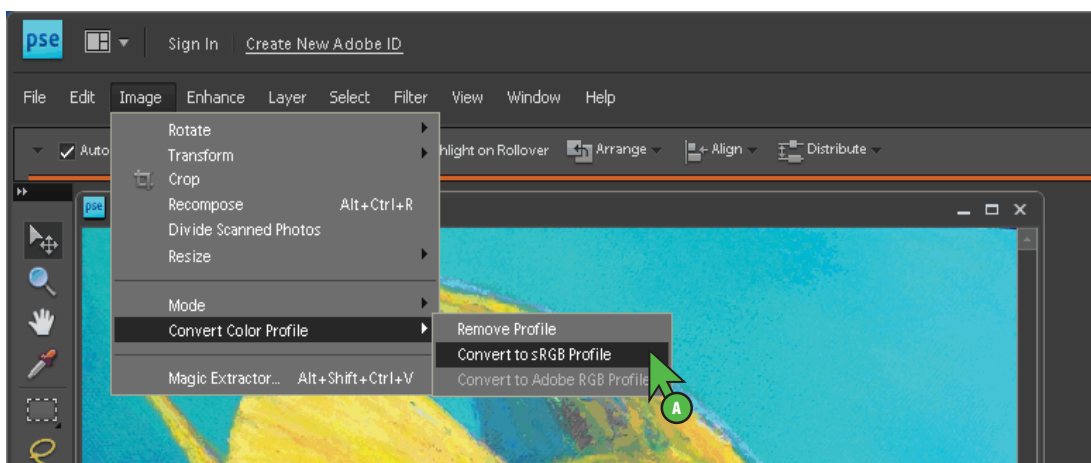 pse Sign In Create New Adobe ID
File Edit Image Enhance Layer Select Filter View Window Help
Auto hlight on Rollover Arrange Align Distribute
Rotate
Transform
Crop
Recompose Alt+Ctrl+R
pse
Divide Scanned Photos
Resize
Mode
Convert Color Profile
Remove Profile
Convert to sRGB Profile
Magic Extractor... Alt+Shift+Ctrl+V
Convert to Adobe RGB Profile
A